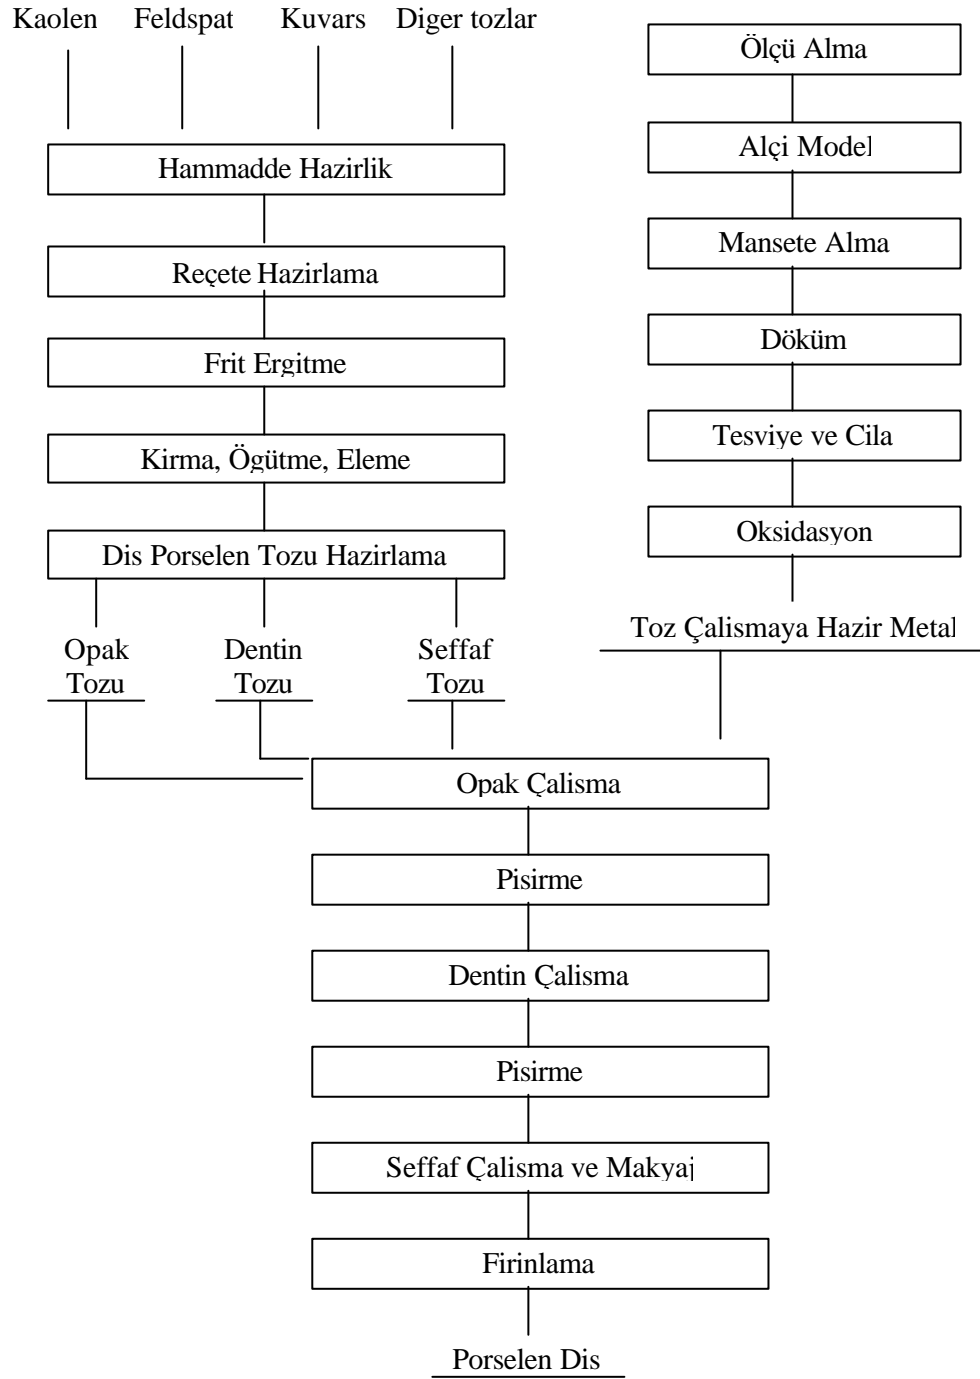 Kaolen Feldspat Kuvars Diger tozlar
Hammadde Hazirlik
Reçete Hazirlama
Frit Ergitme
Kirma, Ögütme, Eleme
Dis Porselen Tozu Hazirlama
Opak
Tozu
Dentin
Tozu
Seffaf
Tozu
Ölçü Alma
Alçi Model
Mansete Alma
Döküm
Tesviye ve Cila
Oksidasyon
Toz Çalismaya Hazir Metal
Opak Çalisma
Pisirme
Dentin Çalisma
Pisirme
Seffaf Çalisma ve Makyaj
Firinlama
Porselen Dis